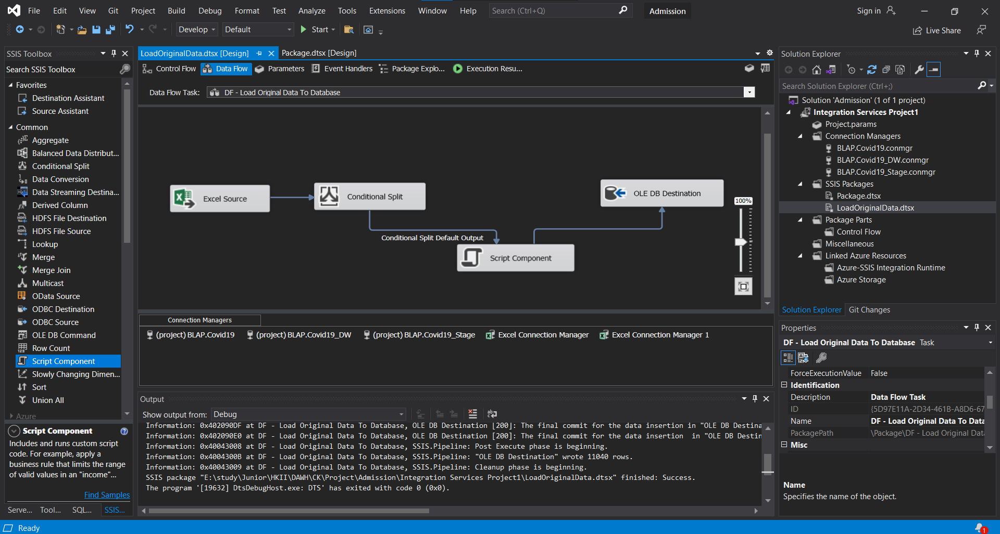 File Edit View Git Project Build Debug Format Test Analyze Tools Extensions Window Help Search (Ctrl+Q) Admission Sign in
Develop Default Start Live Share
SSIS Toolbox
Search SSIS Toolbox
Favorites
Destination Assistant
Source Assistant
Common
Aggregate
Balanced Data Distribut...
Conditional Split
Data Conversion
Data Streaming Destina...
Derived Column
HDFS File Destination
HDFS File Source
Lookup
Merge
Merge Join
Multicast
OData Source
ODBC Destination
ODBC Source
OLE DB Command
Row Count
Script Component
Slowly Changing Dimen...
Sort
Union All
Azure
Script Component
Includes and runs custom script
code. For example, apply a
business rule that limits the range
of valid values in an "income"...
Find Samples
Serve... Tool... SQL... SSIS...
LoadOriginalData.dtsx [Design] Package.dtsx [Design]
Control Flow Data Flow Parameters Event Handlers Package Explo... Execution Resu...
Data Flow Task: DF - Load Original Data To Database
Excel Source
Conditional Split
OLE DB Destination
Conditional Split Default Output
Script Component
100%
Connection Managers
(project) BLAP.Covid19 (project) BLAP.Covid19_DW (project) BLAP.Covid19_Stage Excel Connection Manager Excel Connection Manager 1
Output
Show output from: Debug
Information: 0x402090DF at DF - Load Original Data To Database, OLE DB Destination [200]: The final commit for the data insertion in "OLE DB Destina
Information: 0x402090E0 at DF - Load Original Data To Database, OLE DB Destination [200]: The final commit for the data insertion  in "OLE DB Destin
Information: 0x40043008 at DF - Load Original Data To Database, SSIS.Pipeline: Post Execute phase is beginning.
Information: 0x4004300B at DF - Load Original Data To Database, SSIS.Pipeline: "OLE DB Destination" wrote 11040 rows.
Information: 0x40043009 at DF - Load Original Data To Database, SSIS.Pipeline: Cleanup phase is beginning.
SSIS package "E:\study\Junior\HKII\DAWH\CK\Project\Admission\Integration Services Project1\LoadOriginalData.dtsx" finished: Success.
The program '[19632] DtsDebugHost.exe: DTS' has exited with code 0 (0x0).
Solution Explorer
Search Solution Explorer (Ctrl+;)
Solution 'Admission' (1 of 1 project)
Integration Services Project1
Project.params
Connection Managers
BLAP.Covid19.conmgr
BLAP.Covid19_DW.conmgr
BLAP.Covid19_Stage.conmgr
SSIS Packages
Package.dtsx
LoadOriginalData.dtsx
Package Parts
Control Flow
Miscellaneous
Linked Azure Resources
Azure-SSIS Integration Runtime
Azure Storage
Solution Explorer Git Changes
Properties
DF - Load Original Data To Database Task
ForceExecutionValue False
Identification
Description Data Flow Task
ID {5D97E11A-2D34-461B-A8D6-67
Name DF - Load Original Data To Data
PackagePath \Package\DF - Load Original Dat
Misc
Name
Specifies the name of the object.
Ready 1